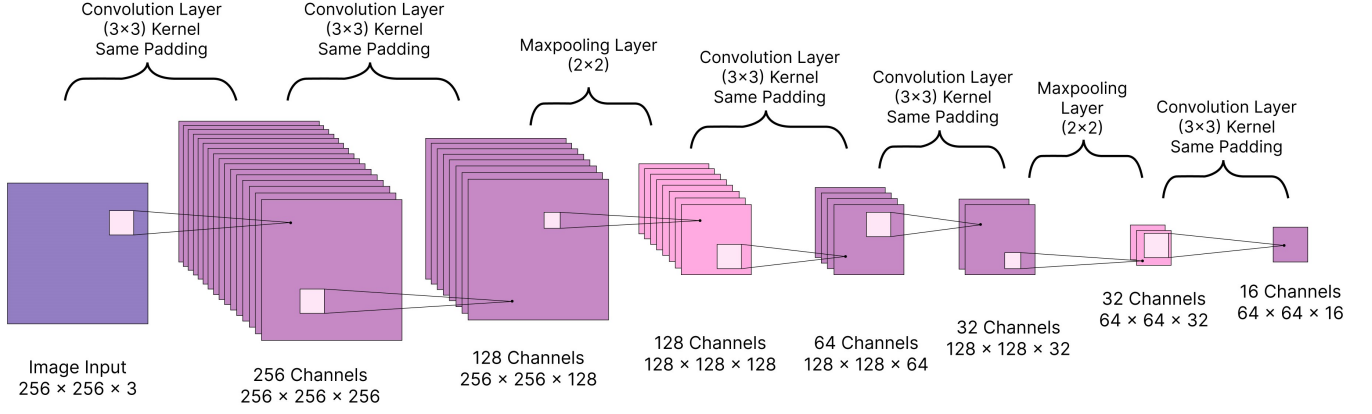 Convolution Layer
(3×3) Kernel
Same Padding
Convolution Layer
(3×3) Kernel
Same Padding
Maxpooling Layer
(2×2)
Convolution Layer
(3×3) Kernel
Same Padding
Convolution Layer
(3×3) Kernel
Same Padding
Maxpooling
Layer
(2×2)
Convolution Layer
(3×3) Kernel
Same Padding
Image Input
256 × 256 × 3
256 Channels
256 × 256 × 256
128 Channels
256 × 256 × 128
128 Channels
128 × 128 × 128
64 Channels
128 × 128 × 64
32 Channels
128 × 128 × 32
32 Channels
64 × 64 × 32
16 Channels
64 × 64 × 16